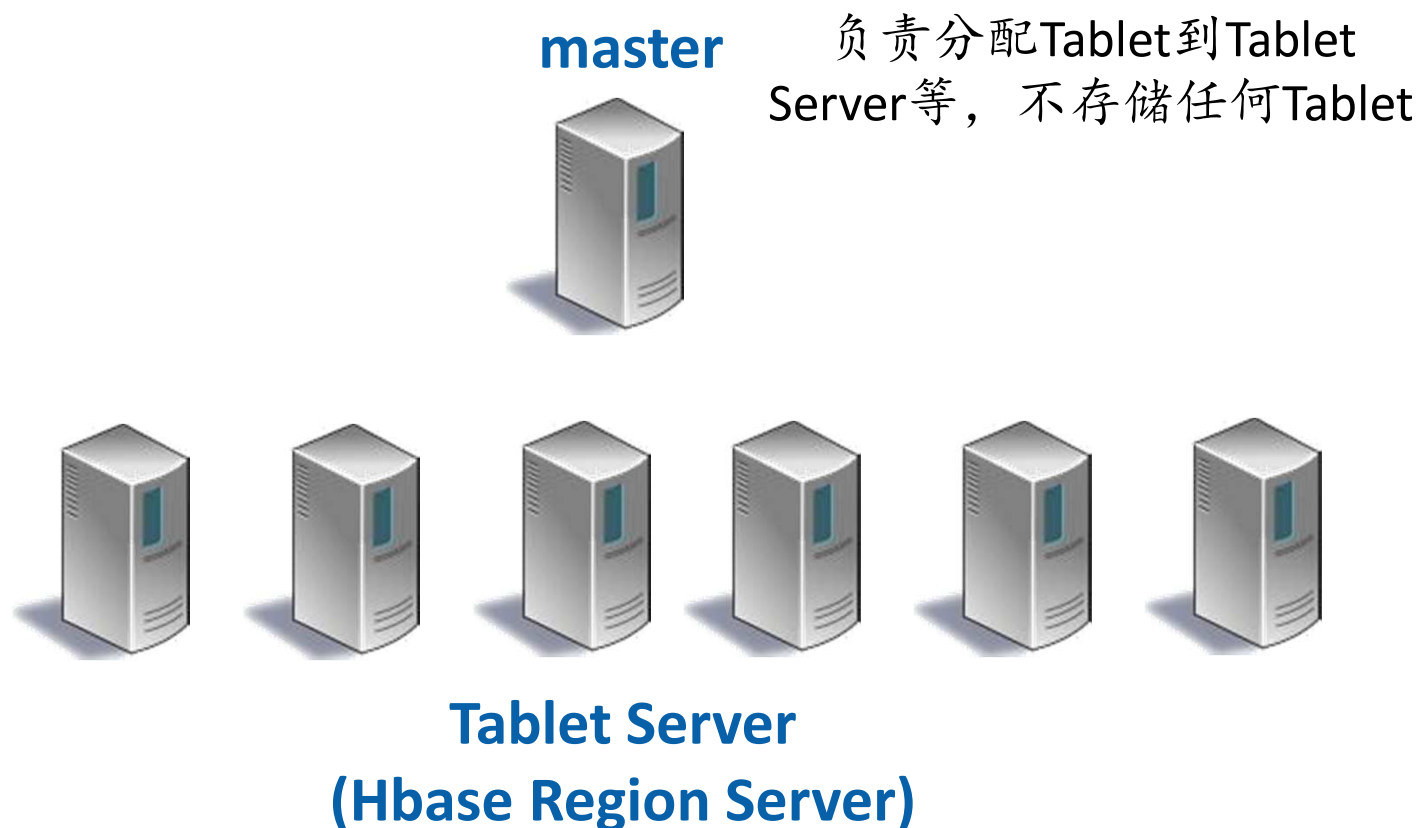 master
负责分配Tablet到Tablet
Server等，不存储任何Tablet
Tablet Server
(Hbase Region Server)